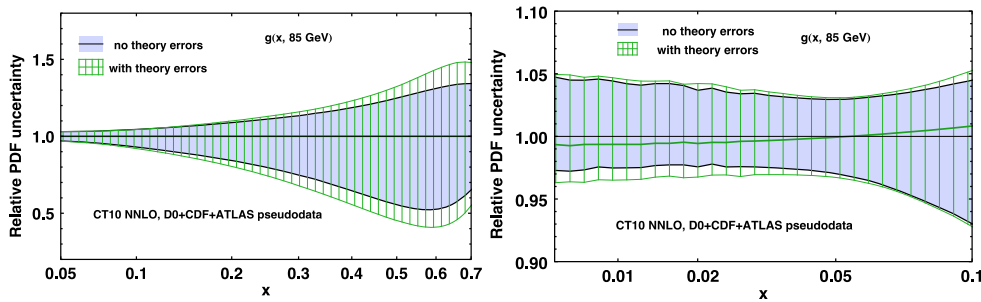 Relative PDF uncertainty
1.5
1.0
0.5
g(x, 85 GeV)
no theory errors
with theory errors
CT10 NNLO, D0+CDF+ATLAS pseudodata
0.05 0.1 0.2 0.3 0.4 0.5 0.6 0.7
x
Relative PDF uncertainty
1.10
1.05
1.00
0.95
0.90
no theory errors
with theory errors
g(x, 85 GeV)
CT10 NNLO, D0+CDF+ATLAS pseudodata
0.01 0.02 0.05 0.1
x